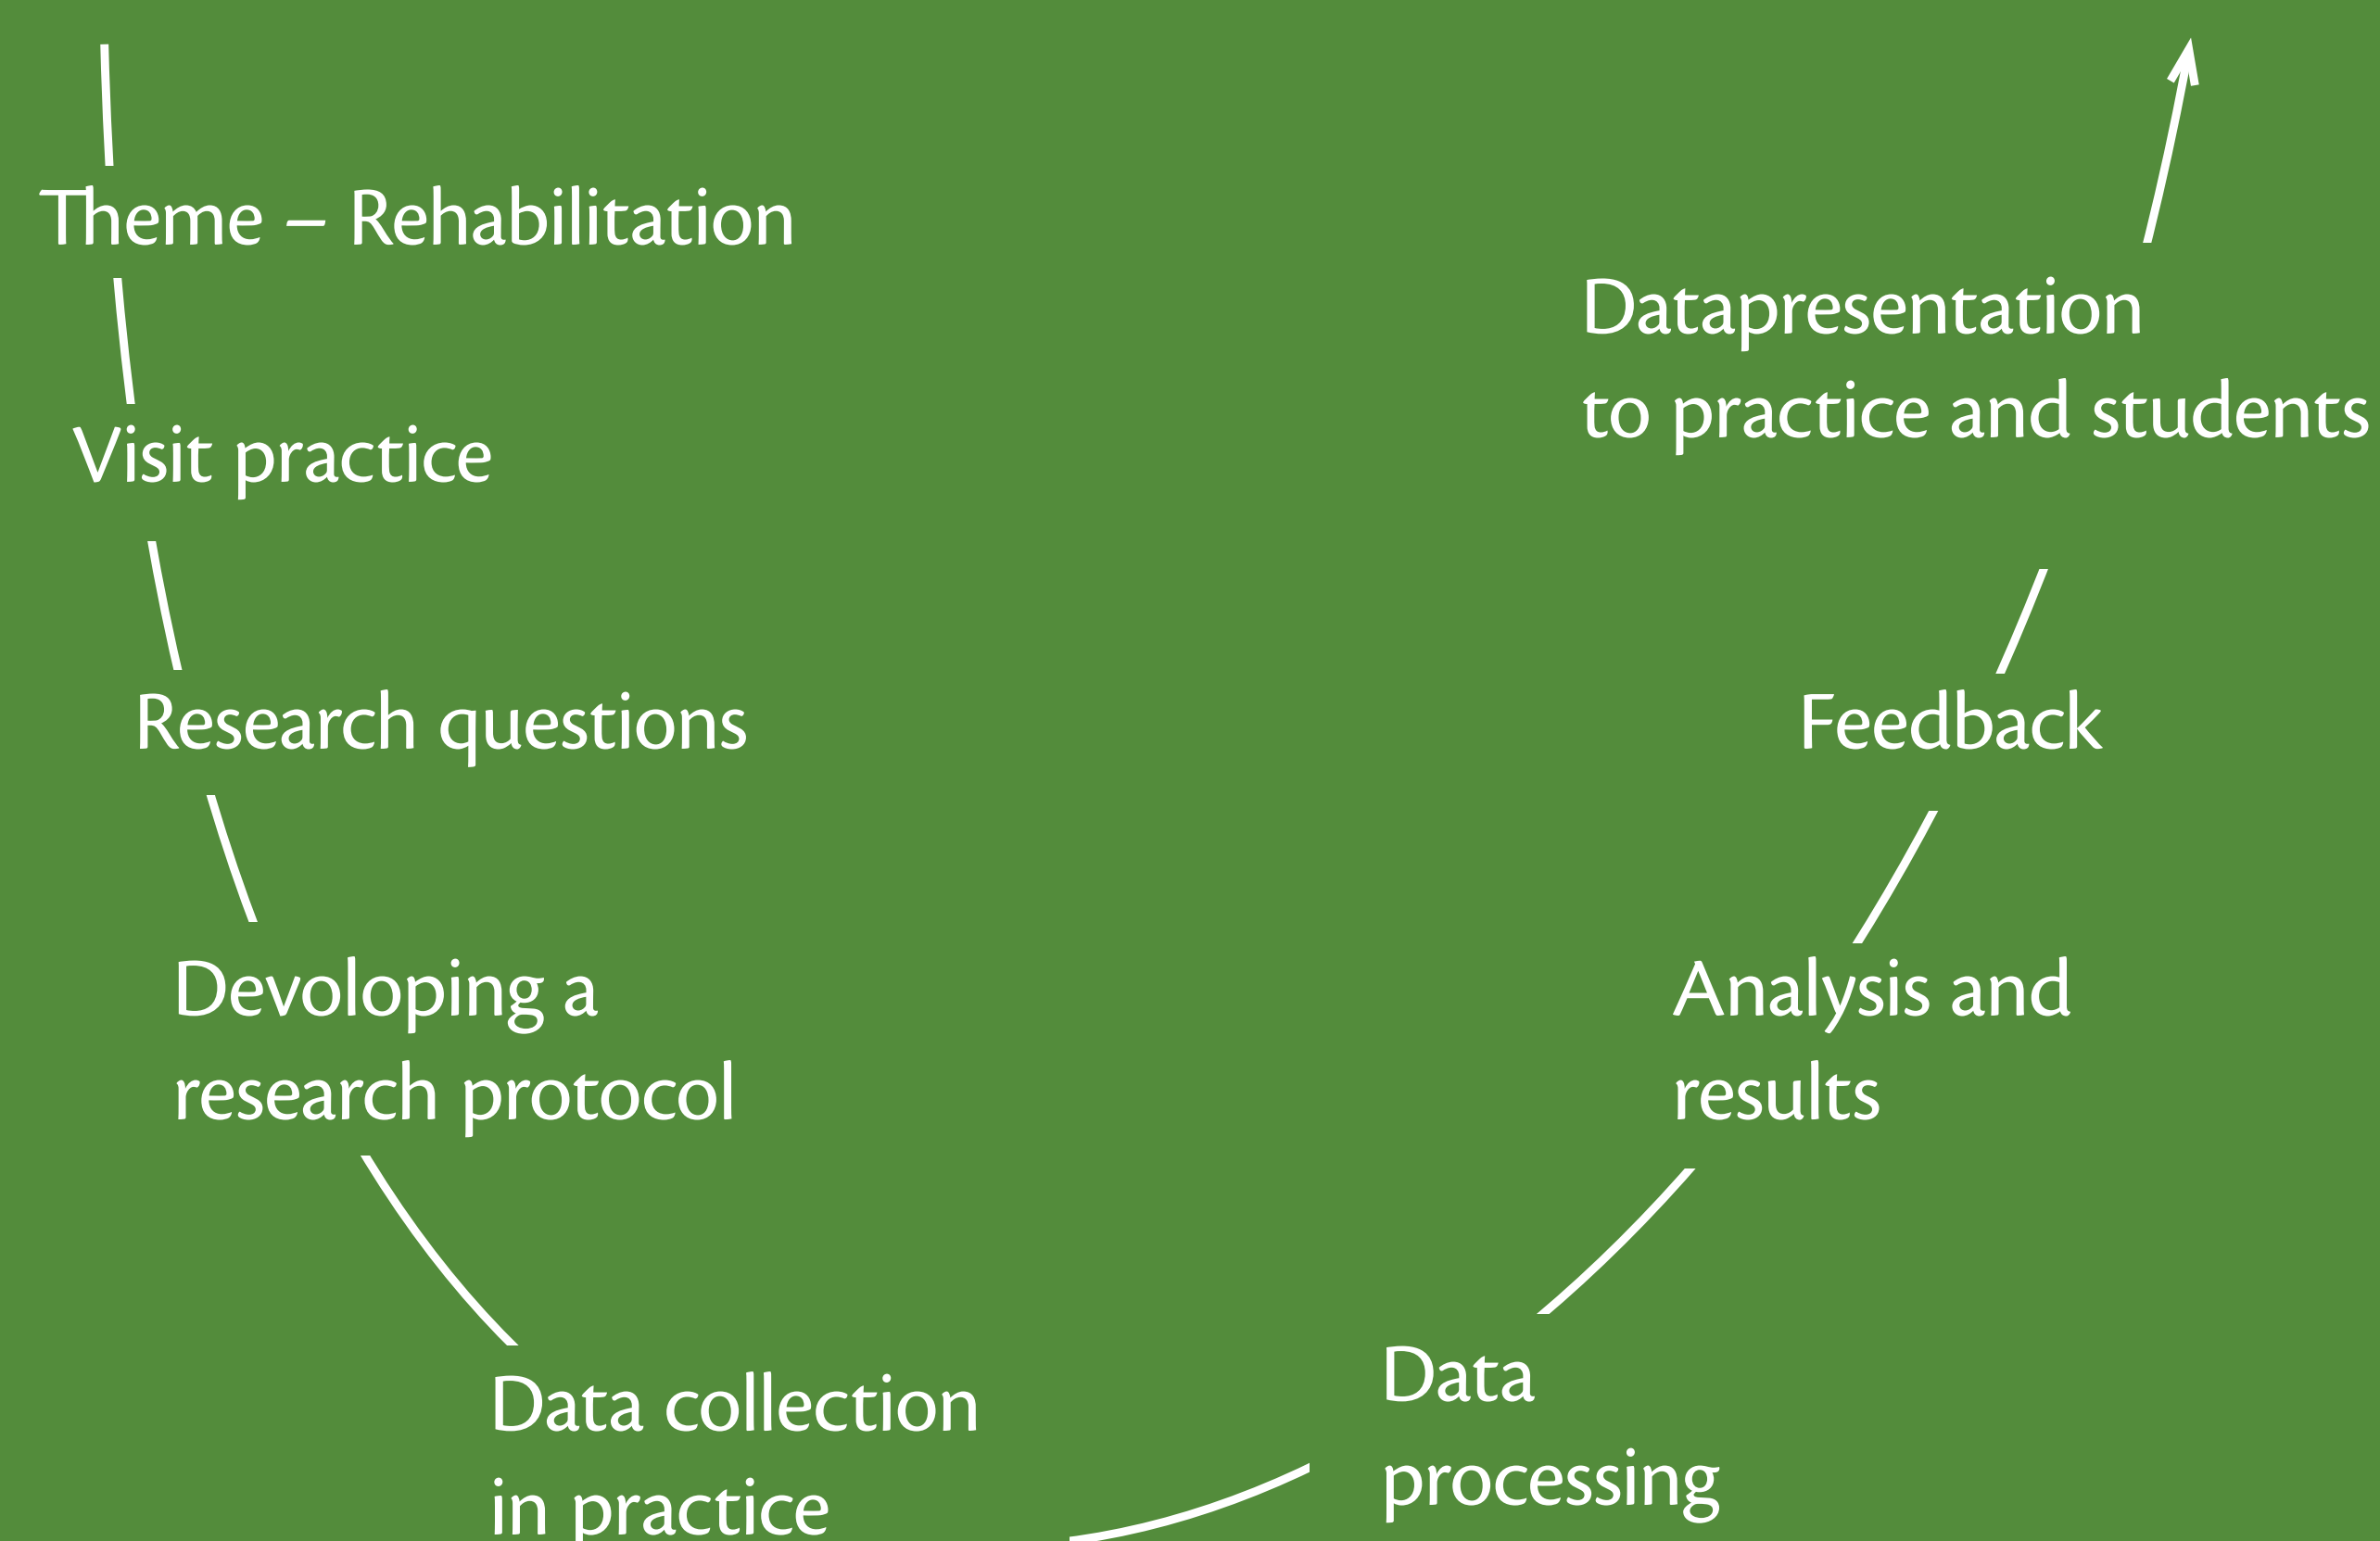 Theme – Rehabilitation
Visit practice
Research questions
Devoloping a
research protocol
Data collection
in practice
Data
processing
Analysis and
results
Feedback
Datapresentation
to practice and students